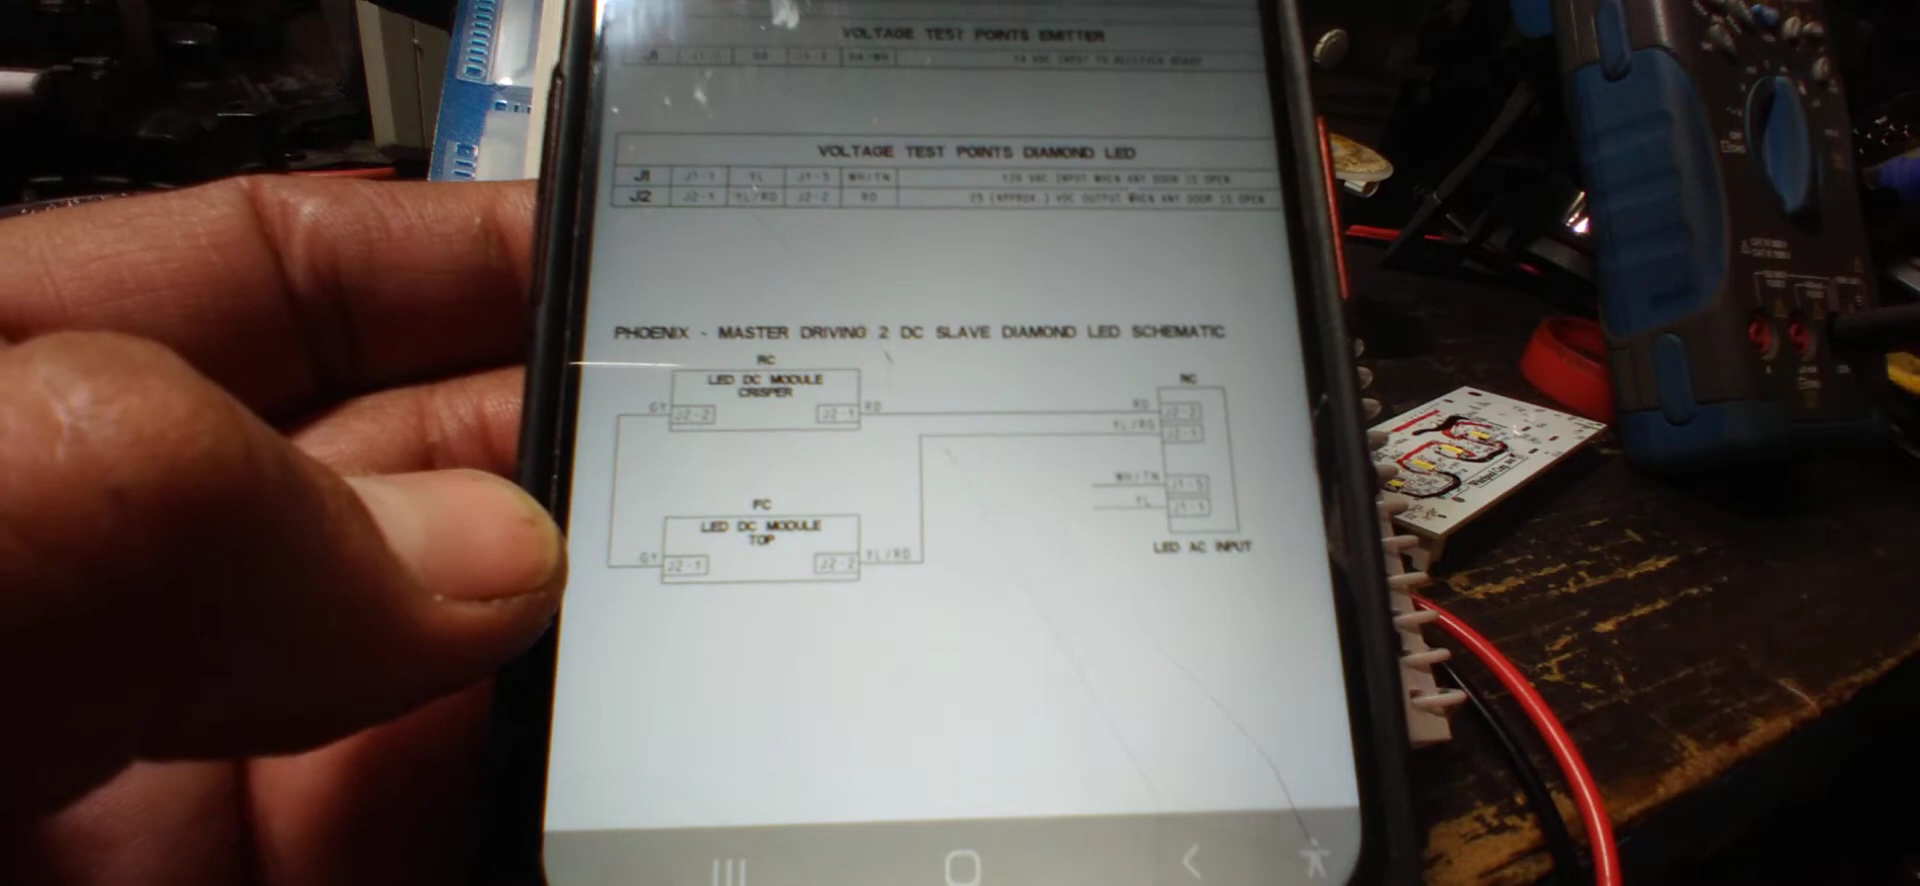 VOLTAGE TEST POINTS EMITTER
VOLTAGE TEST POINTS DIAMOND LED
J1 J1-1 YL J1-3 WH/TN 120 VAC INPUT WHEN ANY DOOR IS OPEN
J2 J2-1 YL/RD J2-2 RD 25 (APPROX.) VDC OUTPUT WHEN ANY DOOR IS OPEN
PHOENIX - MASTER DRIVING 2 DC SLAVE DIAMOND LED SCHEMATIC
RC
LED DC MODULE
CRISPER
GY J2-2 J2-1 RD
RC
RD J2-2
YL/RD J2-1
WH/TN
YL J1-1
LED AC INPUT
FC
LED DC MODULE
TOP
GY J2-1 J2-2 YL/RD